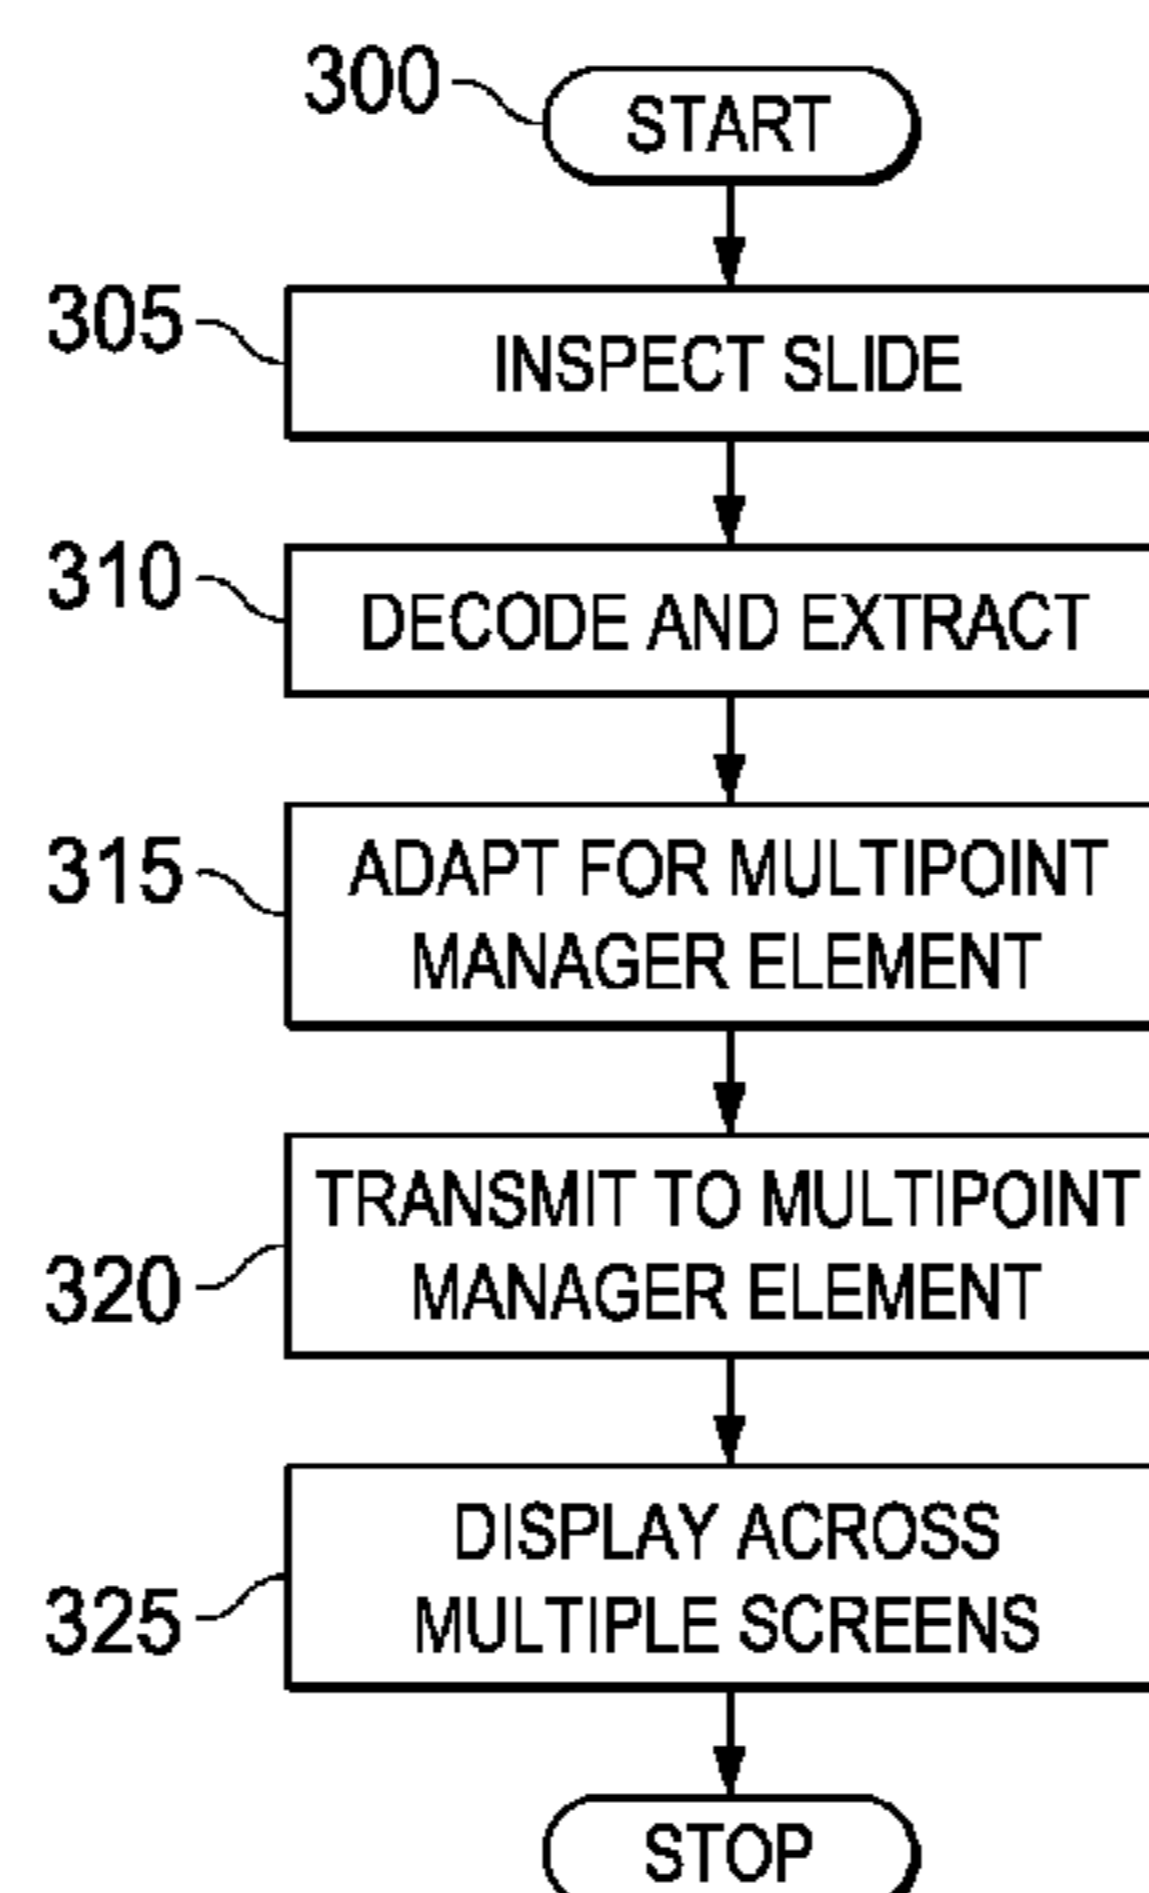 300 START
305 INSPECT SLIDE
310 DECODE AND EXTRACT
315 ADAPT FOR MULTIPOINT
MANAGER ELEMENT
TRANSMIT TO MULTIPOINT
320 MANAGER ELEMENT
DISPLAY ACROSS
325 MULTIPLE SCREENS
STOP